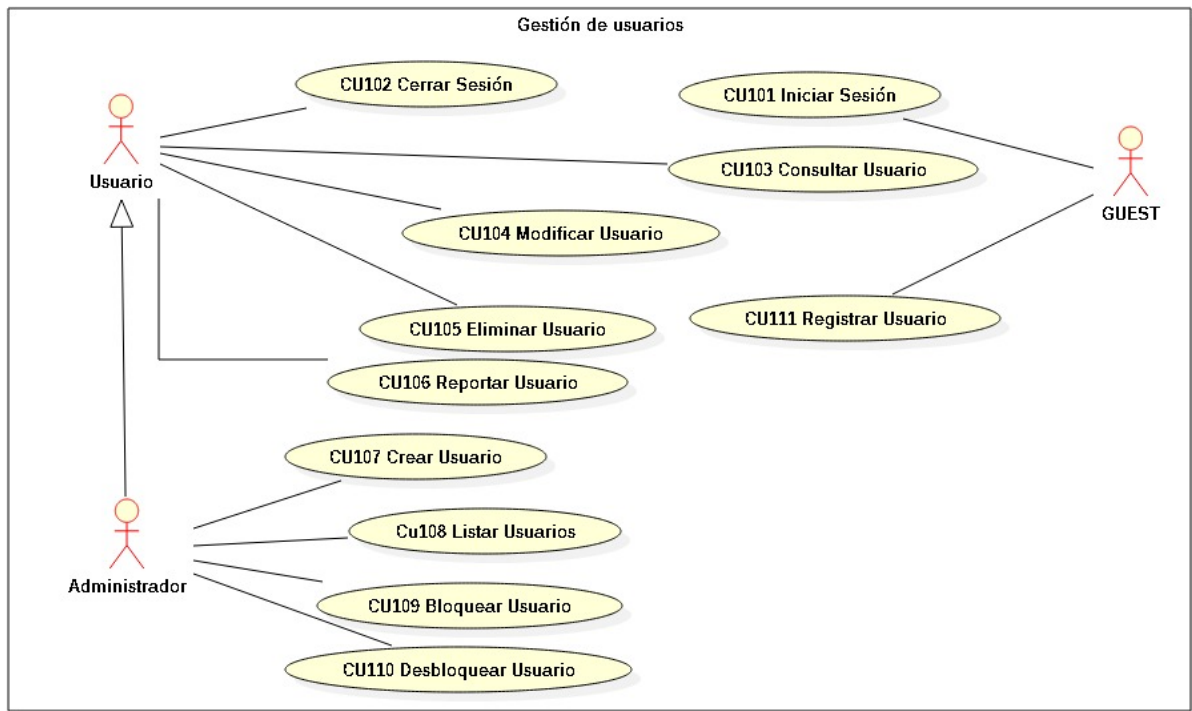 Gestión de usuarios
CU102 Cerrar Sesión
CU101 Iniciar Sesión
Usuario
CU103 Consultar Usuario
GUEST
CU104 Modificar Usuario
CU105 Eliminar Usuario
CU111 Registrar Usuario
CU106 Reportar Usuario
CU107 Crear Usuario
Cu108 Listar Usuarios
Administrador
CU109 Bloquear Usuario
CU110 Desbloquear Usuario